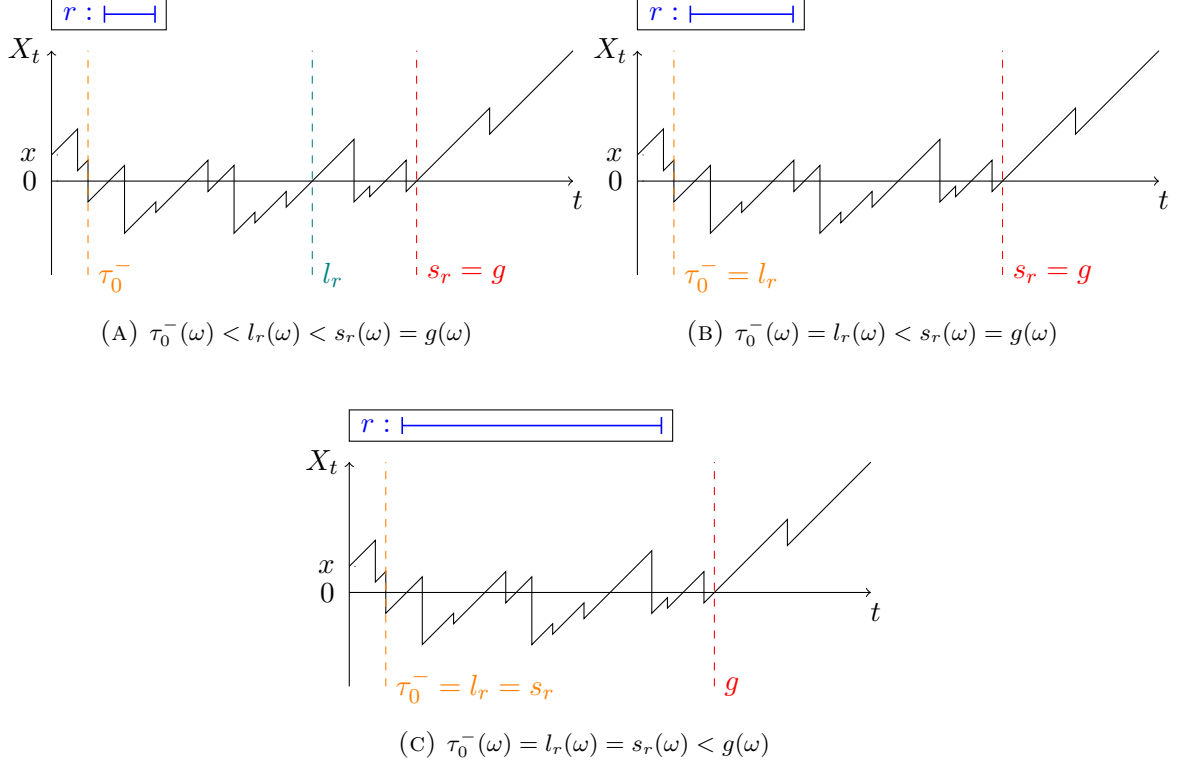 r :
r :
X_t
X_t
x
x
0
0
t
t
τ_0^-
l_r
s_r = g
τ_0^- = l_r
s_r = g
(A) τ_0^-(ω) < l_r(ω) < s_r(ω) = g(ω)
(B) τ_0^-(ω) = l_r(ω) < s_r(ω) = g(ω)
r :
X_t
x
0
t
τ_0^- = l_r = s_r
g
(C) τ_0^-(ω) = l_r(ω) = s_r(ω) < g(ω)